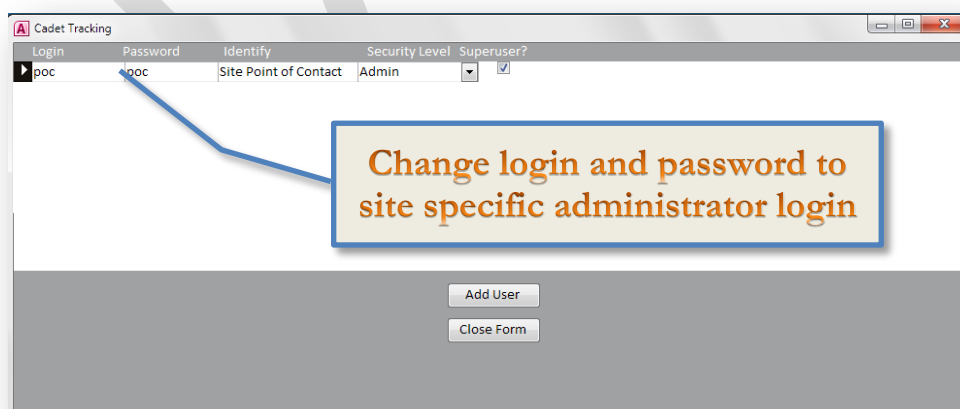 A Cadet Tracking
Login Password Identify Security Level Superuser?
poc poc Site Point of Contact Admin
Change login and password to
site specific administrator login
Add User
Close Form